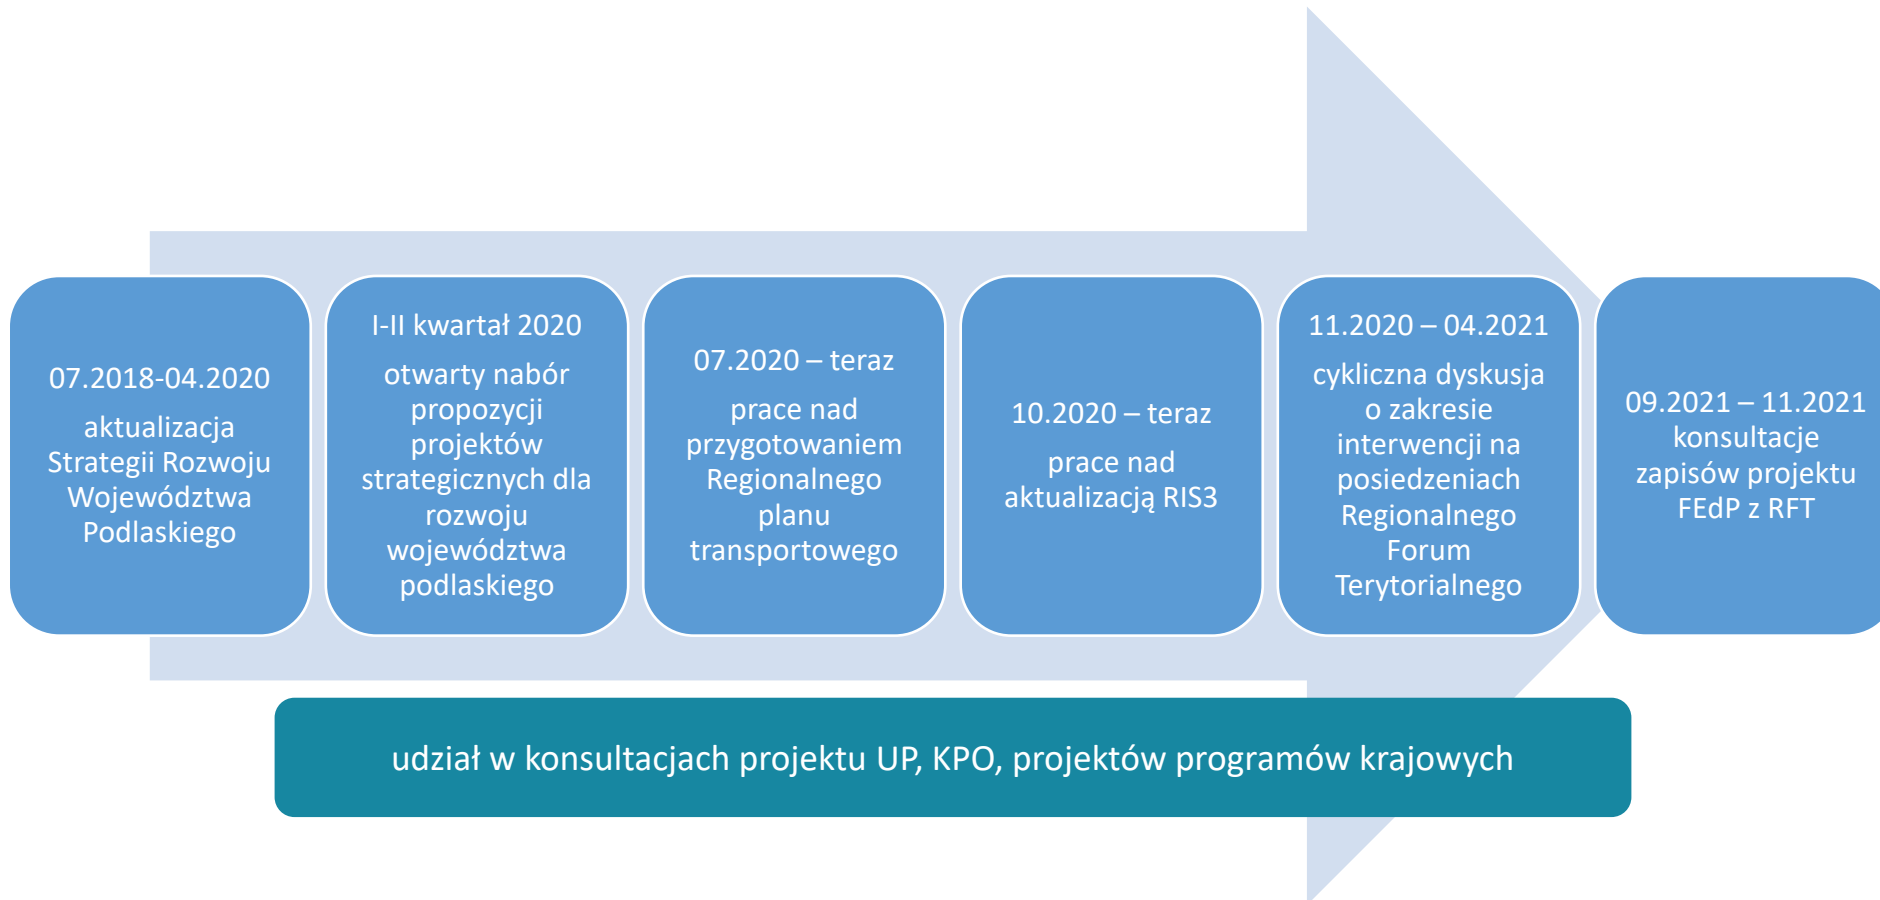 07.2018-04.2020
aktualizacja
Strategii Rozwoju
Województwa
Podlaskiego
I-II kwartał 2020
otwarty nabór
propozycji
projektów
strategicznych dla
rozwoju
województwa
podlaskiego
07.2020 – teraz
prace nad
przygotowaniem
Regionalnego
planu
transportowego
10.2020 – teraz
prace nad
aktualizacją RIS3
11.2020 – 04.2021
cykliczna dyskusja
o zakresie
interwencji na
posiedzeniach
Regionalnego
Forum
Terytorialnego
09.2021 – 11.2021
konsultacje
zapisów projektu
FEdP z RFT
udział w konsultacjach projektu UP, KPO, projektów programów krajowych